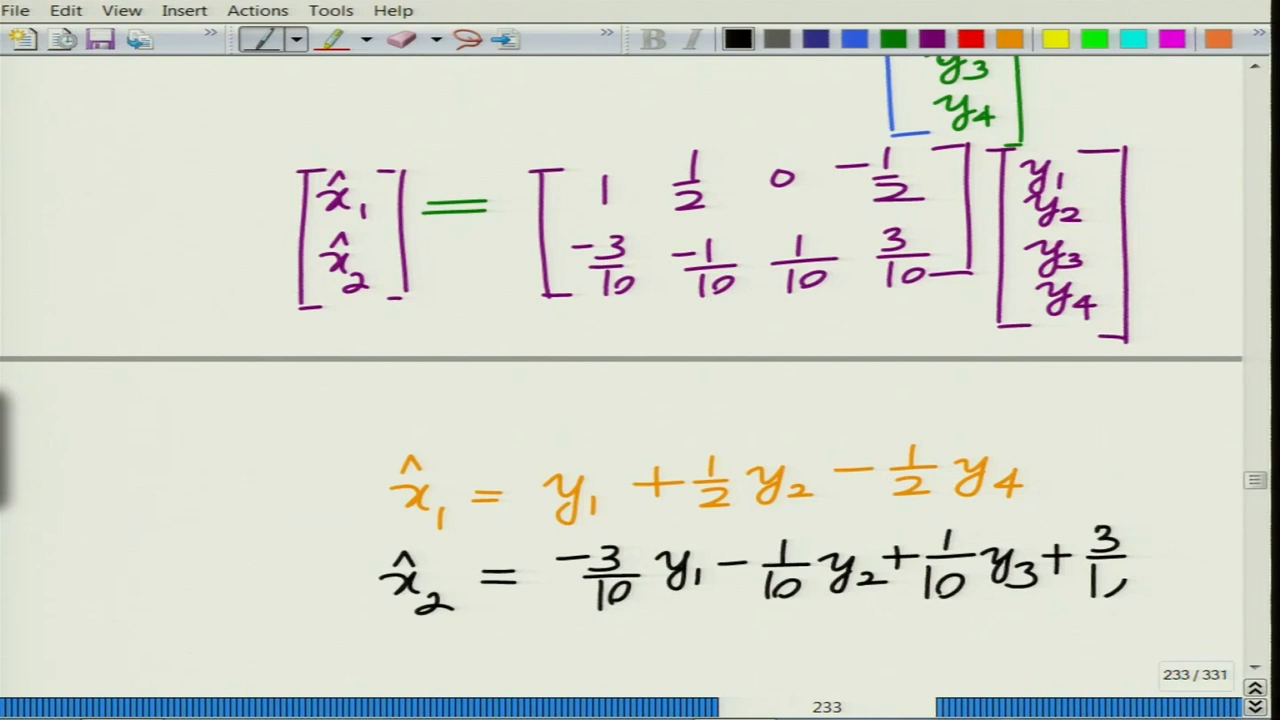 File Edit View Insert Actions Tools Help
B I
y3
y4
[x̂1 x̂2] = [1 1/2 0 -1/2; -3/10 -1/10 1/10 3/10] [y1 y2 y3 y4]
x̂1 = y1 + 1/2 y2 - 1/2 y4
x̂2 = -3/10 y1 - 1/10 y2 + 1/10 y3 + 3/1
233 / 331
233